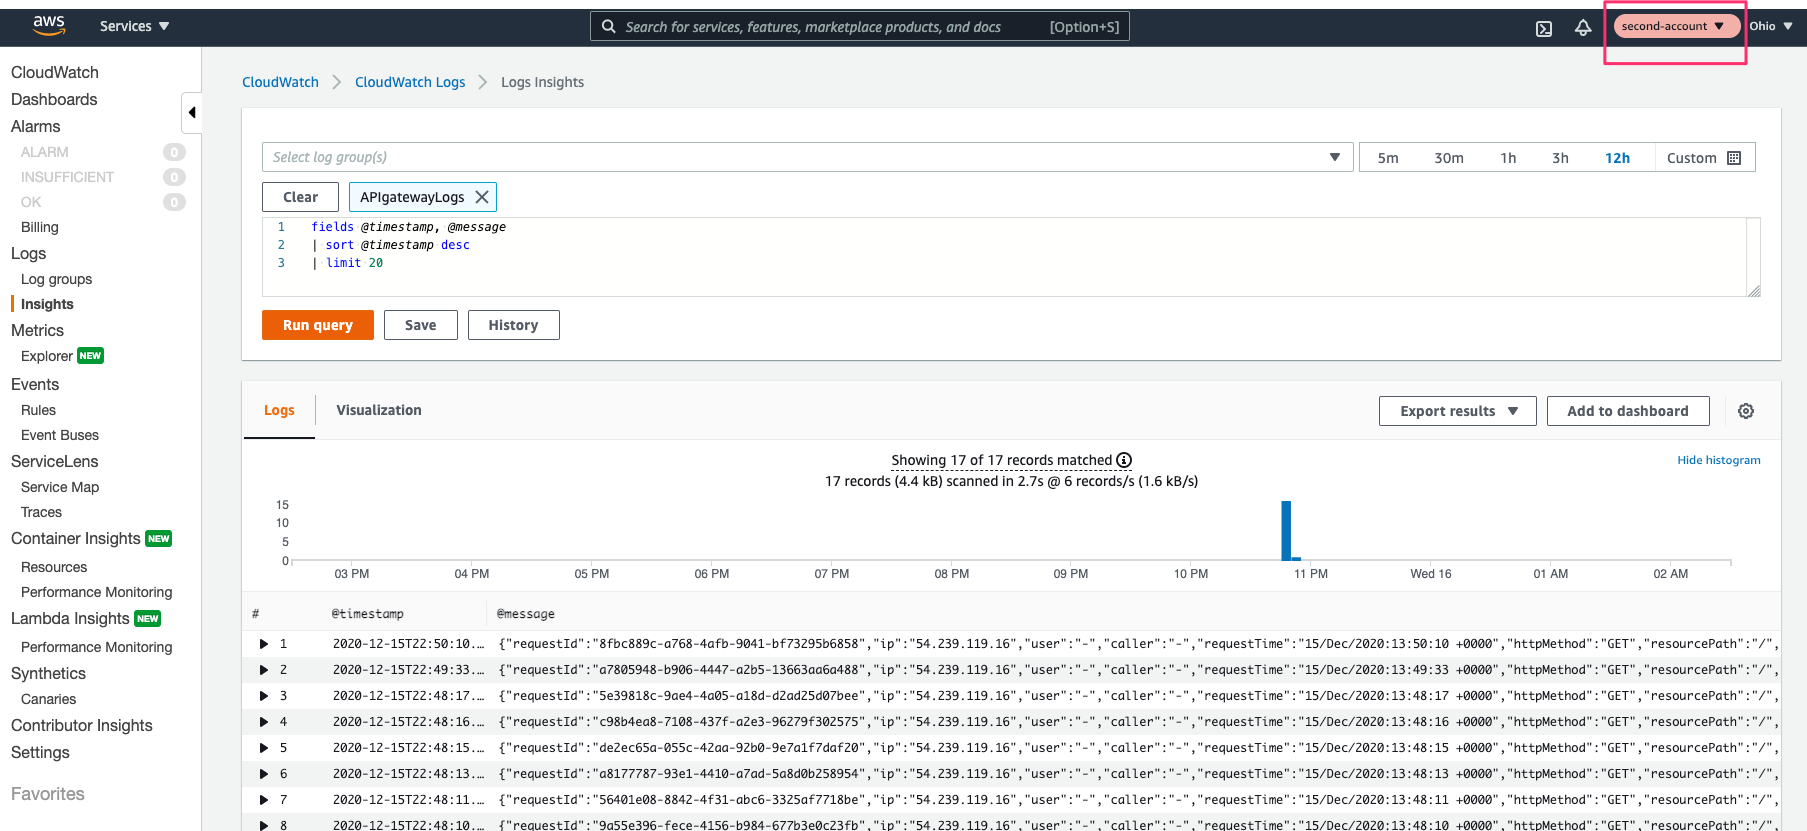 aws Services Search for services, features, marketplace products, and docs [Option+S] second-account Ohio
CloudWatch
Dashboards
Alarms
ALARM 0
INSUFFICIENT 0
OK 0
Billing
Logs
Log groups
Insights
Metrics
Explorer NEW
Events
Rules
Event Buses
ServiceLens
Service Map
Traces
Container Insights NEW
Resources
Performance Monitoring
Lambda Insights NEW
Performance Monitoring
Synthetics
Canaries
Contributor Insights
Settings
Favorites
CloudWatch CloudWatch Logs Logs Insights
Select log group(s) 5m 30m 1h 3h 12h Custom
Clear APIgatewayLogs
1 fields @timestamp, @message
2 | sort @timestamp desc
3 | limit 20
Run query Save History
Logs Visualization Export results Add to dashboard
Showing 17 of 17 records matched Hide histogram
17 records (4.4 kB) scanned in 2.7s @ 6 records/s (1.6 kB/s)
15
10
5
0
03 PM 04 PM 05 PM 06 PM 07 PM 08 PM 09 PM 10 PM 11 PM Wed 16 01 AM 02 AM
# @timestamp @message
1 2020-12-15T22:50:10... {"requestId":"8fbc889c-a768-4afb-9041-bf73295b6858","ip":"54.239.119.16","user":"-","caller":"-","requestTime":"15/Dec/2020:13:50:10 +0000","httpMethod":"GET","resourcePath":"/",
2 2020-12-15T22:49:33... {"requestId":"a7805948-b906-4447-a2b5-13663aa6a488","ip":"54.239.119.16","user":"-","caller":"-","requestTime":"15/Dec/2020:13:49:33 +0000","httpMethod":"GET","resourcePath":"/",
3 2020-12-15T22:48:17... {"requestId":"5e39818c-9ae4-4a05-a18d-d2ad25d07bee","ip":"54.239.119.16","user":"-","caller":"-","requestTime":"15/Dec/2020:13:48:17 +0000","httpMethod":"GET","resourcePath":"/",
4 2020-12-15T22:48:16... {"requestId":"c98b4ea8-7108-437f-a2e3-96279f302575","ip":"54.239.119.16","user":"-","caller":"-","requestTime":"15/Dec/2020:13:48:16 +0000","httpMethod":"GET","resourcePath":"/",
5 2020-12-15T22:48:15... {"requestId":"de2ec65a-055c-42aa-92b0-9e7a1f7daf20","ip":"54.239.119.16","user":"-","caller":"-","requestTime":"15/Dec/2020:13:48:15 +0000","httpMethod":"GET","resourcePath":"/",
6 2020-12-15T22:48:13... {"requestId":"a8177787-93e1-4410-a7ad-5a8d0b258954","ip":"54.239.119.16","user":"-","caller":"-","requestTime":"15/Dec/2020:13:48:13 +0000","httpMethod":"GET","resourcePath":"/",
7 2020-12-15T22:48:11... {"requestId":"56401e08-8842-4f31-abc6-3325af7718be","ip":"54.239.119.16","user":"-","caller":"-","requestTime":"15/Dec/2020:13:48:11 +0000","httpMethod":"GET","resourcePath":"/",
8 2020-12-15T22:48:10... {"requestId":"9a55e396-fece-4156-b984-677b3e0c23fb","ip":"54.239.119.16","user":"-","caller":"-","requestTime":"15/Dec/2020:13:48:10 +0000","httpMethod":"GET","resourcePath":"/",